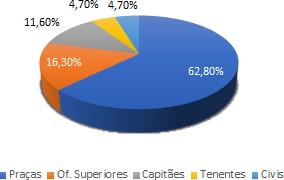 4,70% 4,70%
11,60%
16,30%
62,80%
Praças Of. Superiores Capitães Tenentes Civis